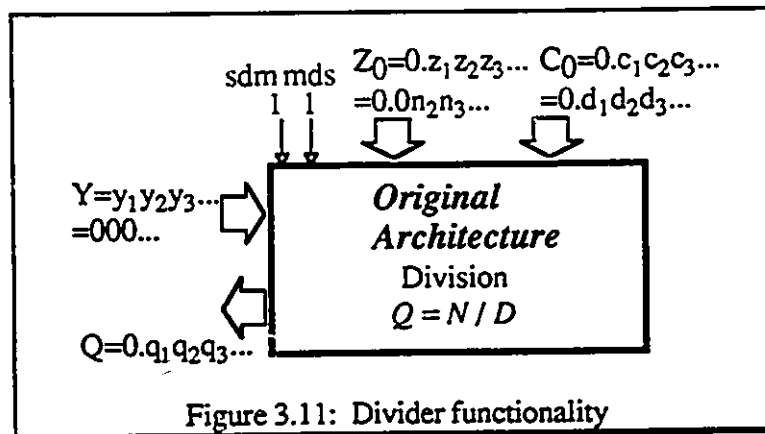 sdm mds
1 1
Z₀=0.z₁z₂z₃...
=0.0n₂n₃...
C₀=0.c₁c₂c₃...
=0.d₁d₂d₃...
Y=y₁y₂y₃...
=000...
Original
Architecture
Division
Q = N / D
Q=0.q₁q₂q₃...
Figure 3.11: Divider functionality